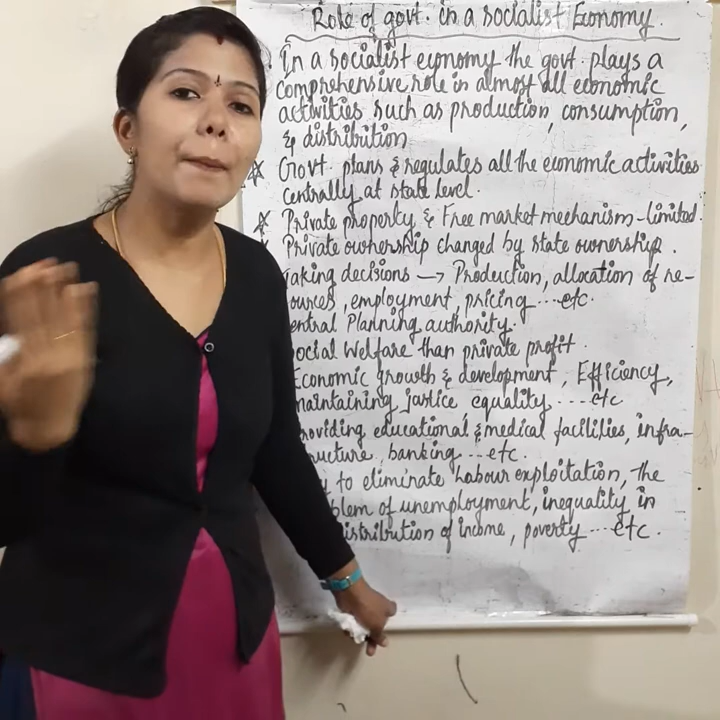 Role of govt. in a Socialist Economy.
In a socialist economy the govt. plays a
comprehensive role in almost all economic
activities such as production, consumption,
& distribution
Govt. plans & regulates all the economic activities
centrally at state level.
Private property & Free market mechanism - limited.
Private ownership changed by state ownership.
Taking decisions → Production, allocation of re-
ources, employment, pricing .... etc.
entral Planning authority.
ocial welfare than private profit.
Economic growth & development, Efficiency,
maintaining justice, equality .... etc
roviding educational & medical facilities, infra-
ructure, banking ... etc.
to eliminate Labour exploitation, the
blem of unemployment, inequality in
istribution of income, poverty ... etc.